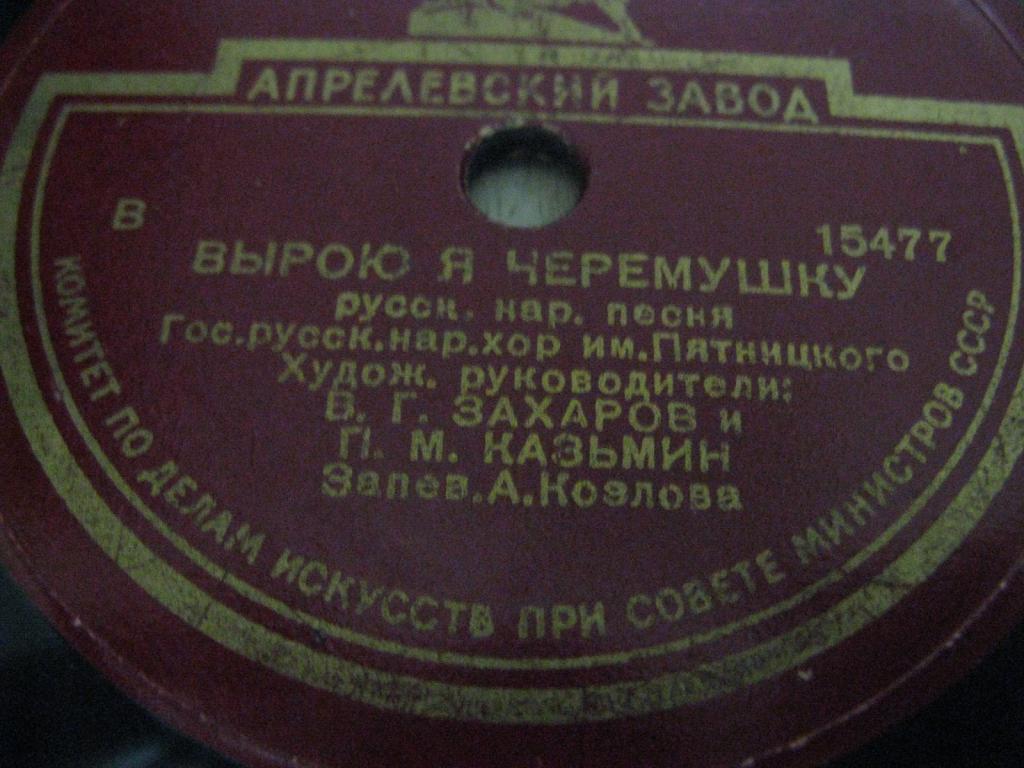 АПРЕЛЕВСКИЙ ЗАВОД
В
15477
ВЫРОЮ Я ЧЕРЕМУШКУ
русск. нар. песня
Гос.русск.нар.хор им.Пятницкого
Худож. руководители:
В. Г. ЗАХАРОВ и
П. М. КАЗЬМИН
Запев.А.Козлова
КОМИТЕТ ПО ДЕЛАМ ИСКУССТВ ПРИ СОВЕТЕ МИНИСТРОВ СССР